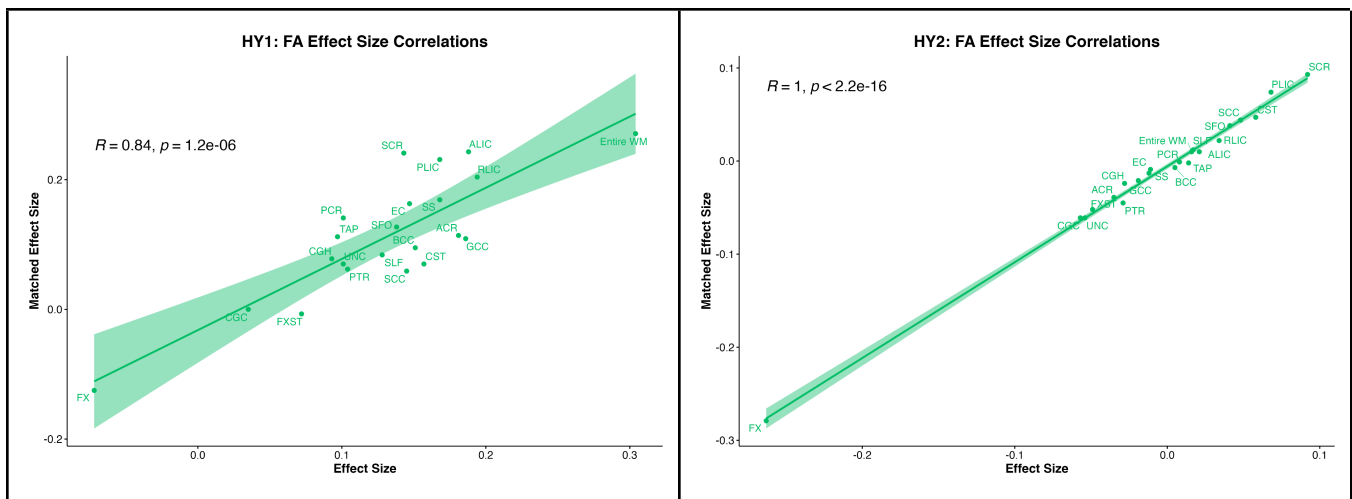 HY1: FA Effect Size Correlations
R = 0.84, p = 1.2e-06
SCR
ALIC
PLIC
Entire WM
RLIC
PCR
EC
SS
TAP
SFO
ACR
BCC
GCC
CGH
UNC
SLF
CST
PTR
SCC
CGC
FXST
FX
0.2
0.0
-0.2
Matched Effect Size
0.0
0.1
0.2
0.3
Effect Size
HY2: FA Effect Size Correlations
R = 1, p < 2.2e-16
SCR
PLIC
SCC
CST
SFO
Entire WM
SLF
RLIC
PCR
ALIC
EC
TAP
CGH
SS
BCC
ACR
GCC
FXST
PTR
CGC
UNC
FX
0.1
0.0
-0.1
-0.2
-0.3
Matched Effect Size
-0.2
-0.1
0.0
0.1
Effect Size